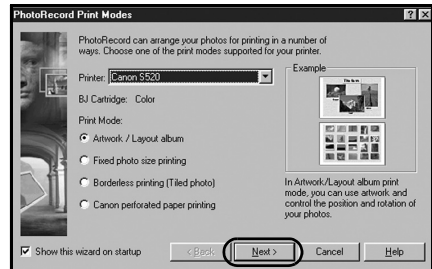 PhotoRecord Print Modes
PhotoRecord can arrange your photos for printing in a number of
ways. Choose one of the print modes supported for your printer.
Printer: Canon S520
BJ Cartridge: Color
Print Mode:
Artwork / Layout album
Fixed photo size printing
Borderless printing (Tiled photo)
Canon perforated paper printing
Example
In Artwork/Layout album print
mode, you can use artwork and
control the position and rotation of
your photos.
Show this wizard on startup
< Back
Next >
Cancel
Help